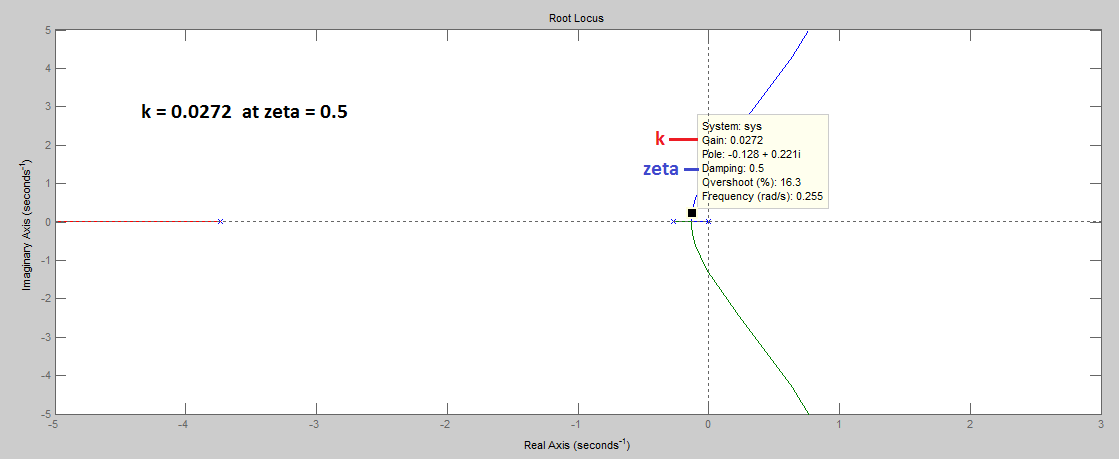 Root Locus
k = 0.0272 at zeta = 0.5
k
zeta
System: sys
Gain: 0.0272
Pole: -0.128 + 0.221i
Damping: 0.5
Overshoot (%): 16.3
Frequency (rad/s): 0.255
Imaginary Axis (seconds⁻¹)
5
4
3
2
1
0
-1
-2
-3
-4
-5
-5 -4 -3 -2 -1 0 1 2 3
Real Axis (seconds⁻¹)